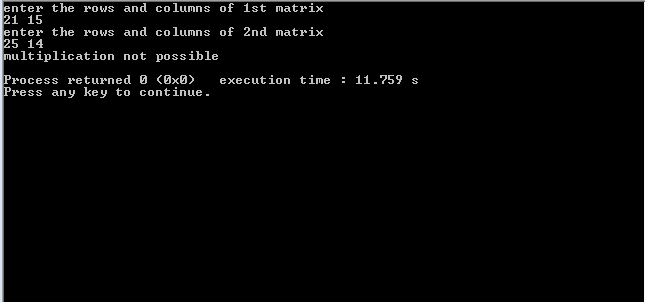 enter the rows and columns of 1st matrix
21 15
enter the rows and columns of 2nd matrix
25 14
multiplication not possible
Process returned 0 (0x0)   execution time : 11.759 s
Press any key to continue.